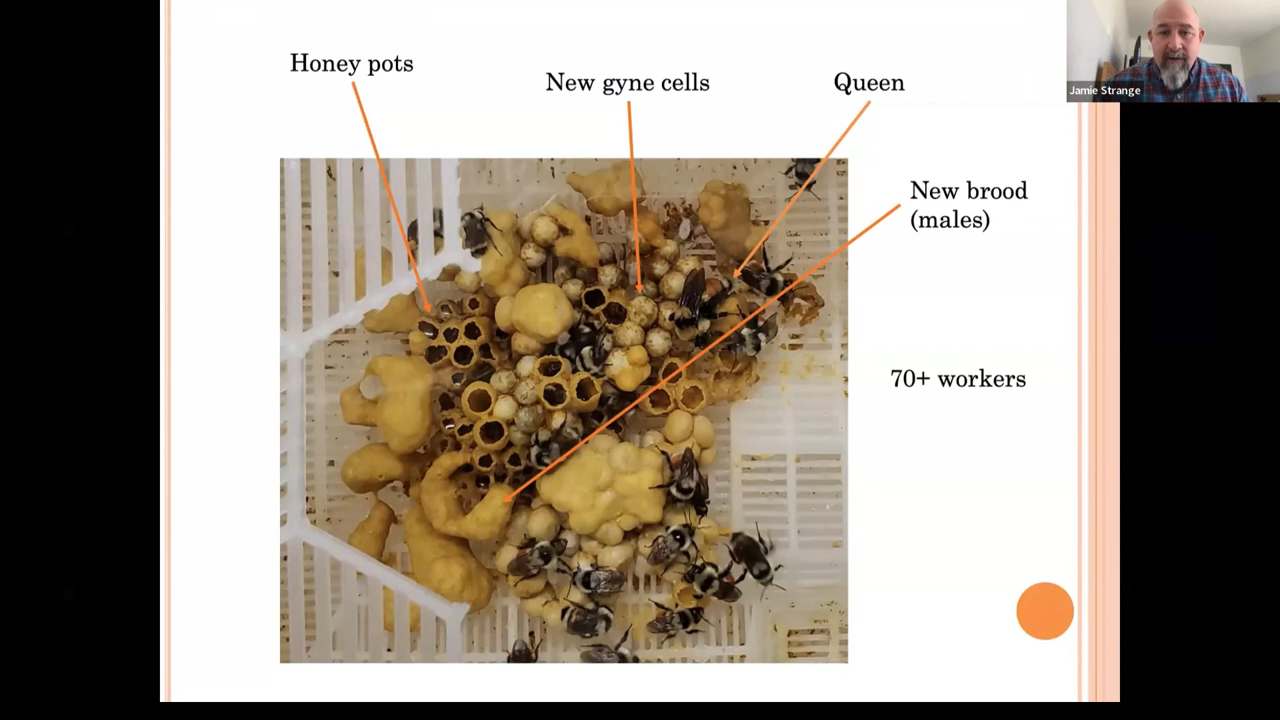 Honey pots
New gyne cells
Queen
Jamie Strange
New brood
(males)
70+ workers